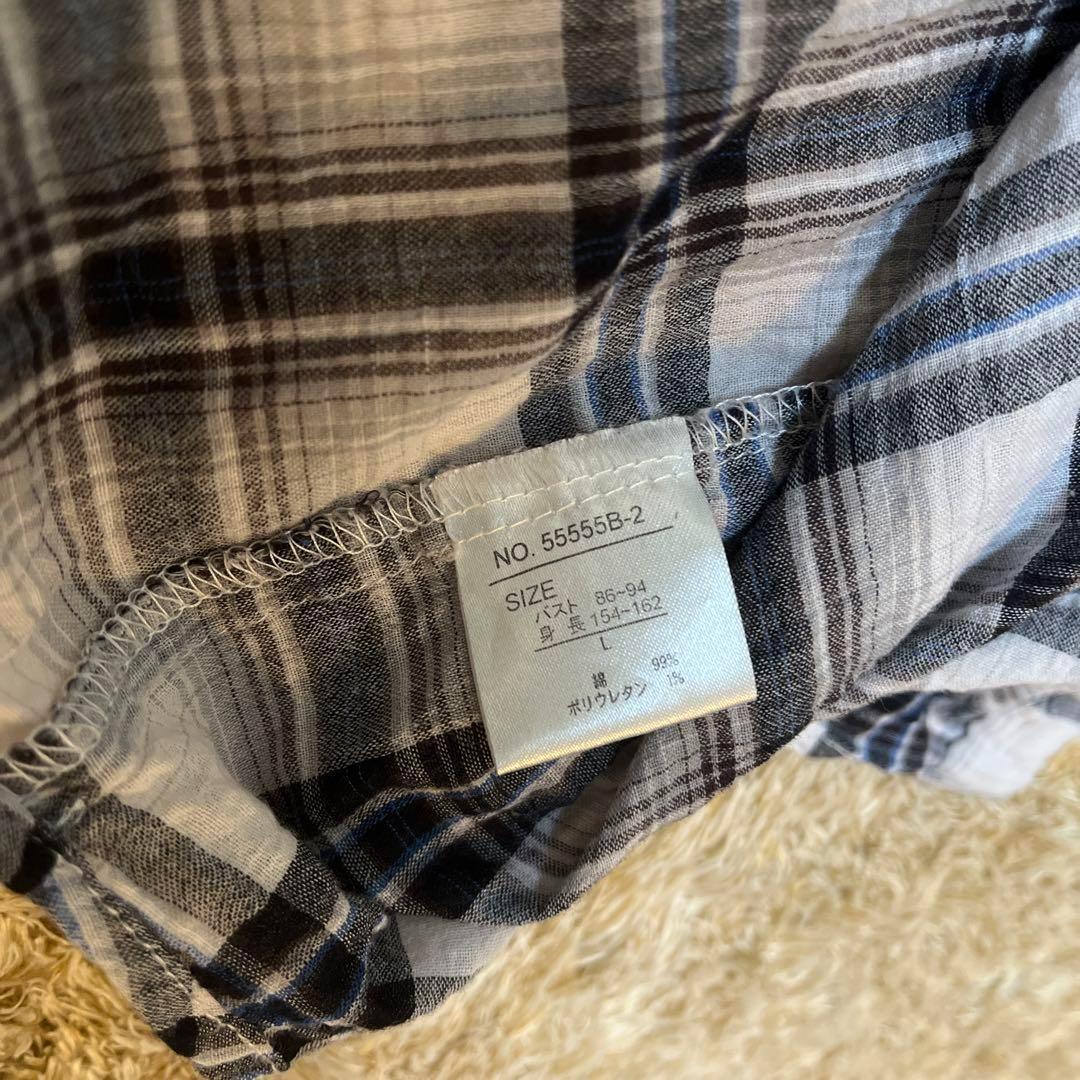 NO. 55555B-2
SIZE
バスト 86~94
身 長 154~162
L
綿 99%
ポリウレタン 1%